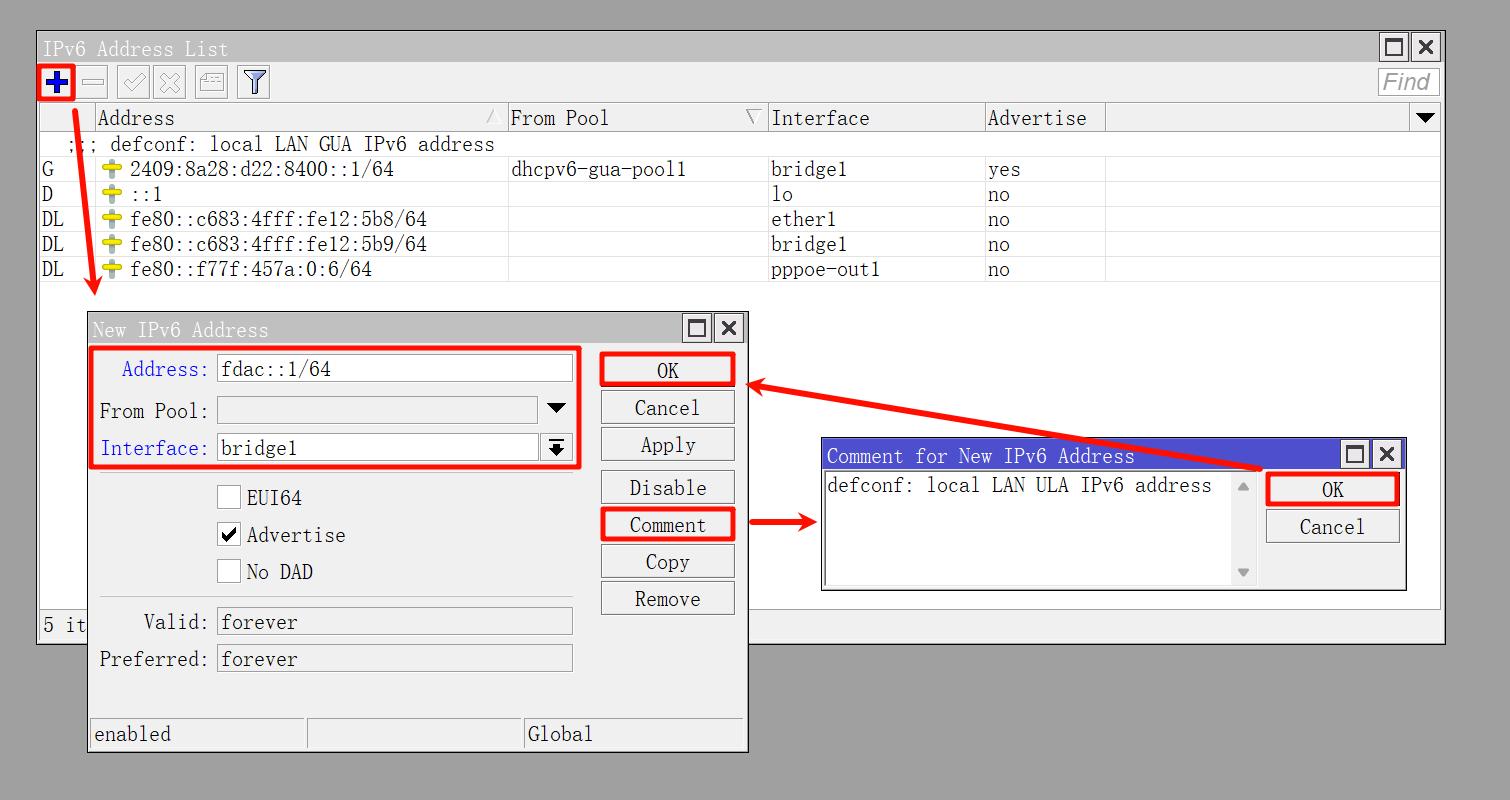 IPv6 Address List
Find
Address From Pool Interface Advertise
;;; defconf: local LAN GUA IPv6 address
G 2409:8a28:d22:8400::1/64 dhcpv6-gua-pool1 bridge1 yes
D ::1 lo no
DL fe80::c683:4fff:fe12:5b8/64 ether1 no
DL fe80::c683:4fff:fe12:5b9/64 bridge1 no
DL fe80::f77f:457a:0:6/64 pppoe-out1 no
5 it
New IPv6 Address
Address: fdac::1/64
From Pool:
Interface: bridge1
EUI64
Advertise
No DAD
Valid: forever
Preferred: forever
enabled Global
OK
Cancel
Apply
Disable
Comment
Copy
Remove
Comment for New IPv6 Address
defconf: local LAN ULA IPv6 address
OK
Cancel